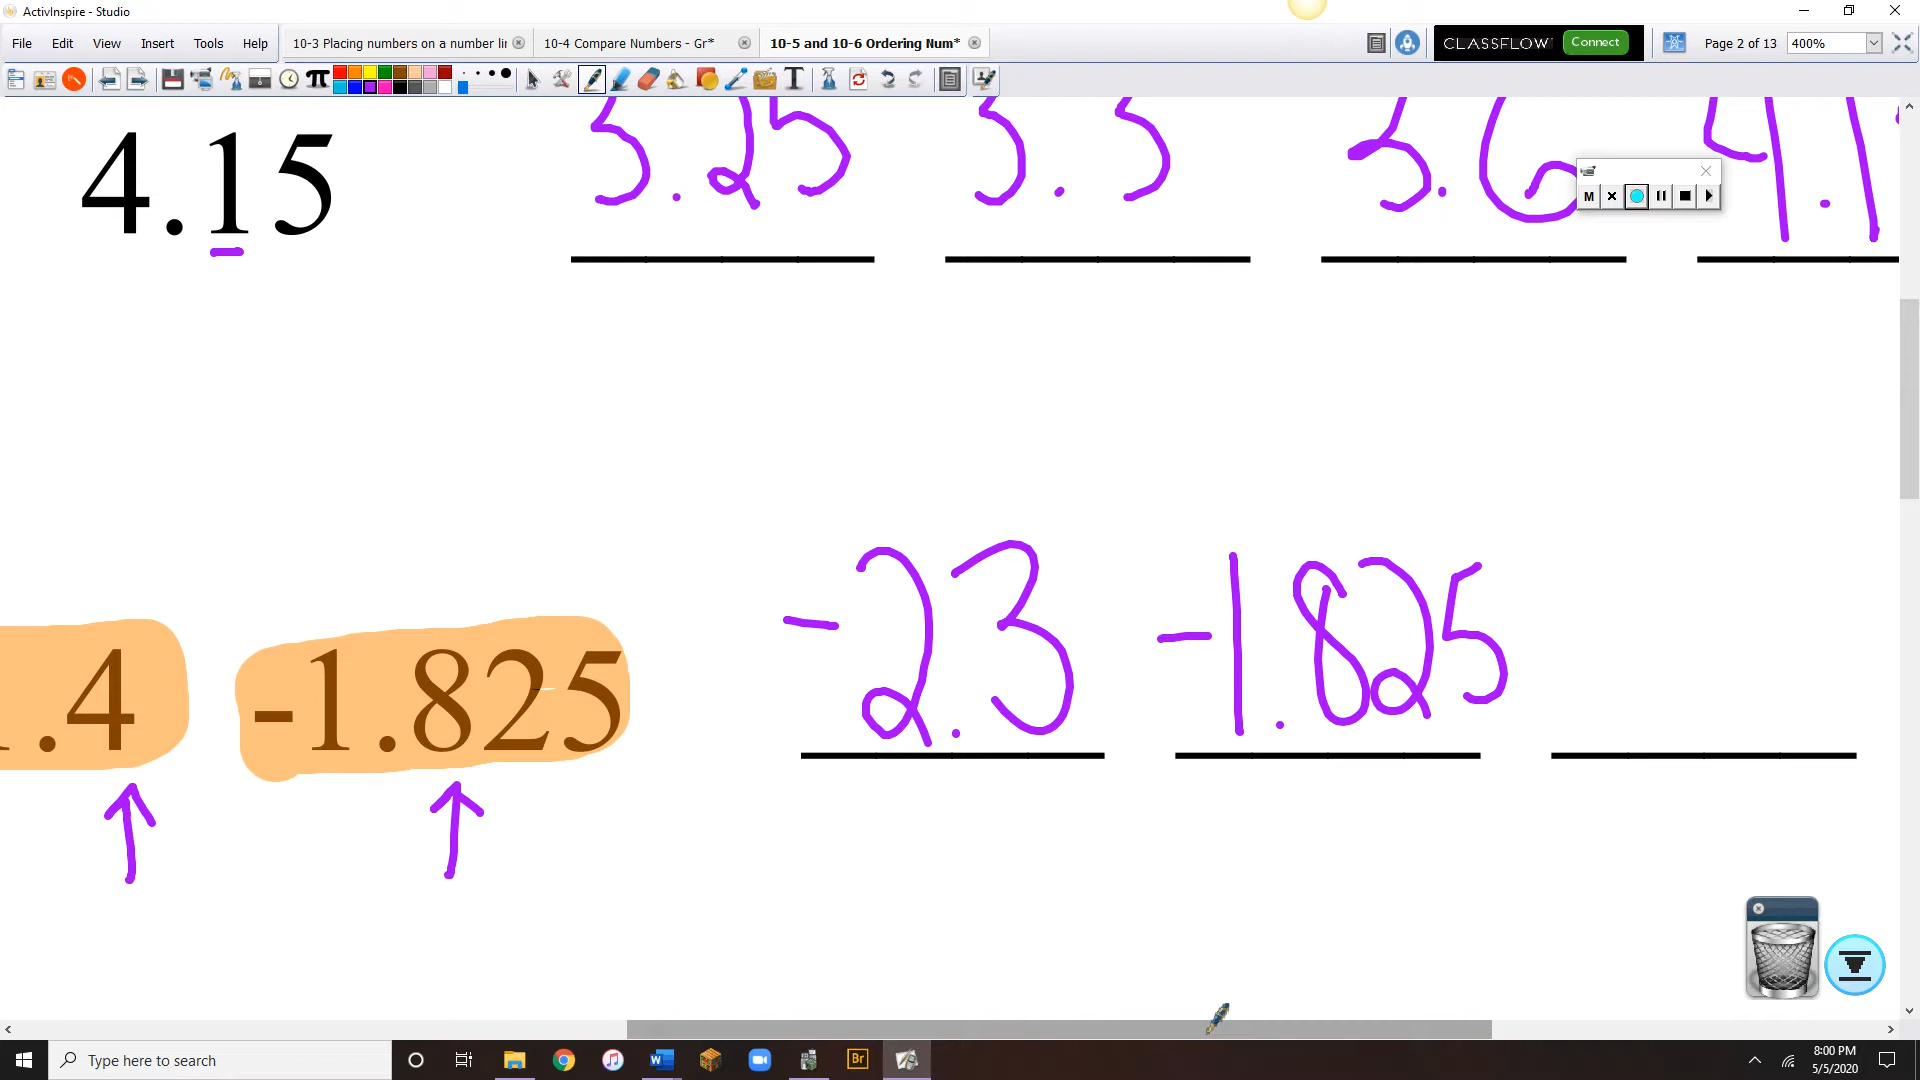 ActivInspire - Studio
File Edit View Insert Tools Help
10-3 Placing numbers on a number lin
10-4 Compare Numbers - Gr*
10-5 and 10-6 Ordering Num*
CLASSFLOW Connect
Page 2 of 13 400%
4.15 3.25 3.3 3.6 4.1
M
.4 -1.825 -2.3 -1.825
Type here to search
Br
8:00 PM
5/5/2020